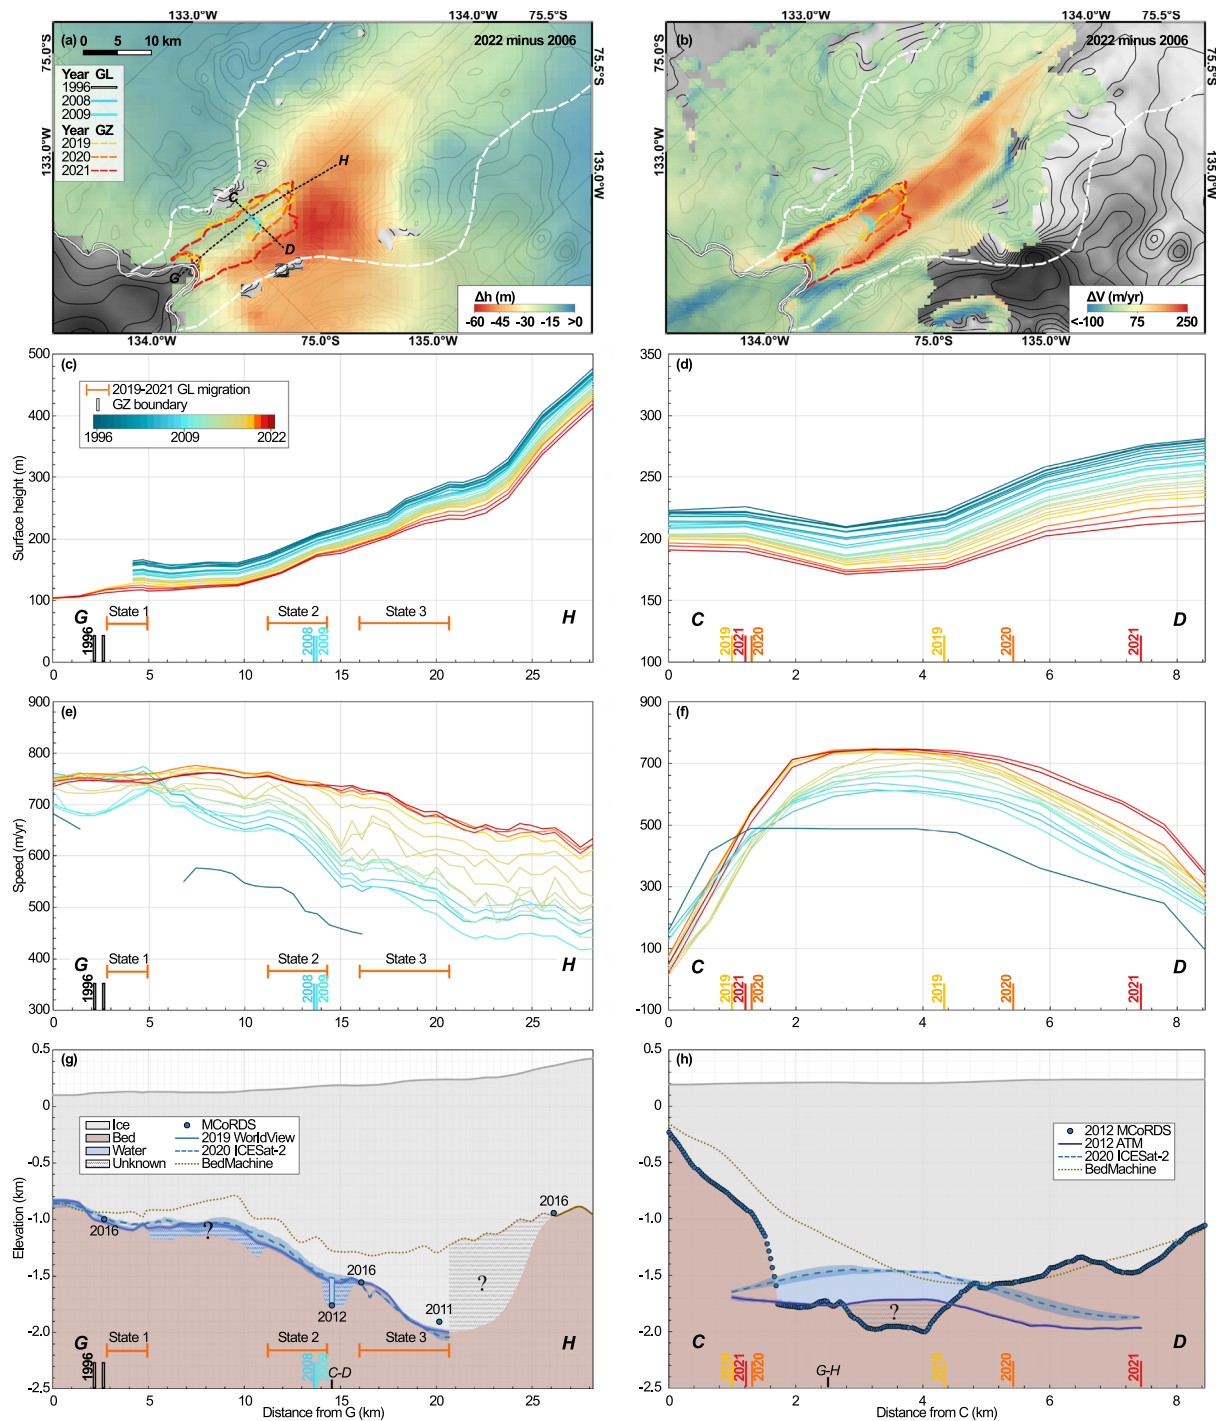 133.0°W
134.0°W
75.5°S
133.0°W
134.0°W
75.5°S
(a)
0 5 10 km
2022 minus 2006
75.0°S
75.5°S
Year GL
1996
2008
2009
Year GZ
2019
2020
2021
133.0°W
135.0°W
C
H
D
G
Δh (m)
-60 -45 -30 -15 >0
134.0°W
75.0°S
135.0°W
(b)
2022 minus 2006
75.0°S
75.5°S
133.0°W
135.0°W
ΔV (m/yr)
<-100 75 250
134.0°W
75.0°S
135.0°W
(c)
500
400
300
200
100
0
Surface height (m)
2019-2021 GL migration
GZ boundary
1996 2009 2022
G
State 1
State 2
State 3
H
1996
2008
2009
0 5 10 15 20 25
(d)
350
300
250
200
150
100
C
D
2019
2021
2020
2019
2020
2021
0 2 4 6 8
(e)
900
800
700
600
500
400
300
Speed (m/yr)
G
State 1
State 2
State 3
H
1996
2008
2009
0 5 10 15 20 25
(f)
900
700
500
300
100
-100
C
D
2019
2021
2020
2019
2020
2021
0 2 4 6 8
(g)
0.5
0
-0.5
-1.0
-1.5
-2.0
-2.5
Elevation (km)
Ice
Bed
Water
Unknown
MCoRDS
2019 WorldView
2020 ICESat-2
BedMachine
2016
?
2016
2012
2011
?
2016
G
State 1
State 2
State 3
H
1996
2008
2009
C-D
0 5 10 15 20 25
Distance from G (km)
(h)
0.5
0
-0.5
-1.0
-1.5
-2.0
-2.5
2012 MCoRDS
2012 ATM
2020 ICESat-2
BedMachine
?
C
D
2019
2021
2020
G-H
2019
2020
2021
0 2 4 6 8
Distance from C (km)